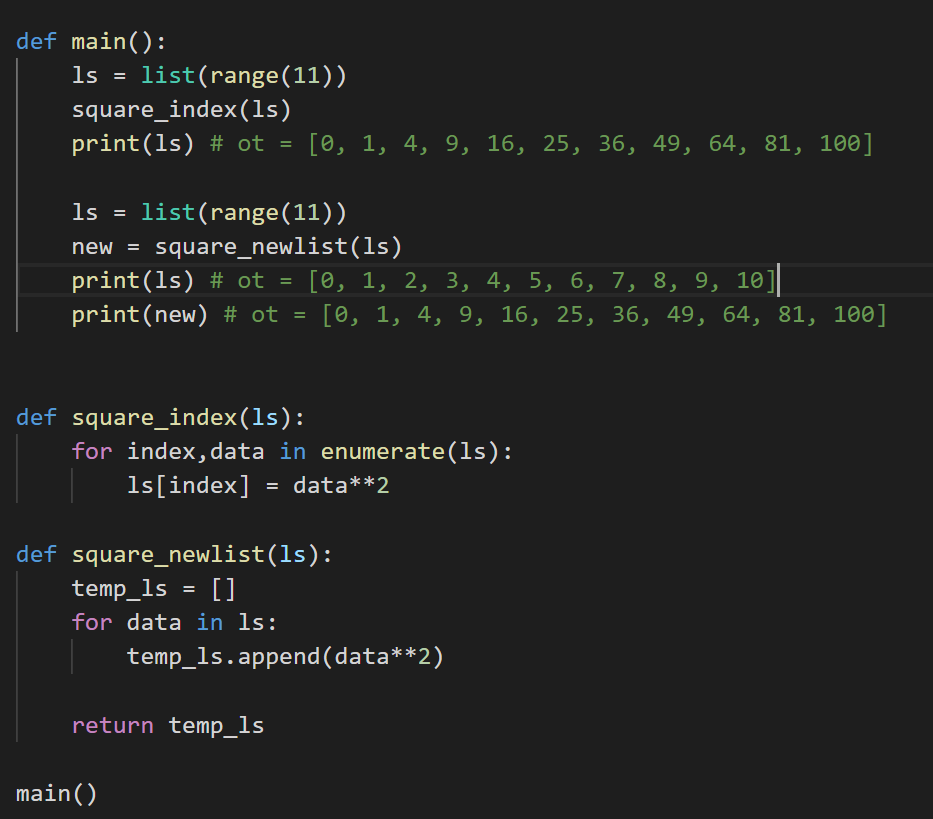 def main():
    ls = list(range(11))
    square_index(ls)
    print(ls) # ot = [0, 1, 4, 9, 16, 25, 36, 49, 64, 81, 100]

    ls = list(range(11))
    new = square_newlist(ls)
    print(ls) # ot = [0, 1, 2, 3, 4, 5, 6, 7, 8, 9, 10]
    print(new) # ot = [0, 1, 4, 9, 16, 25, 36, 49, 64, 81, 100]

def square_index(ls):
    for index,data in enumerate(ls):
        ls[index] = data**2

def square_newlist(ls):
    temp_ls = []
    for data in ls:
        temp_ls.append(data**2)

    return temp_ls

main()